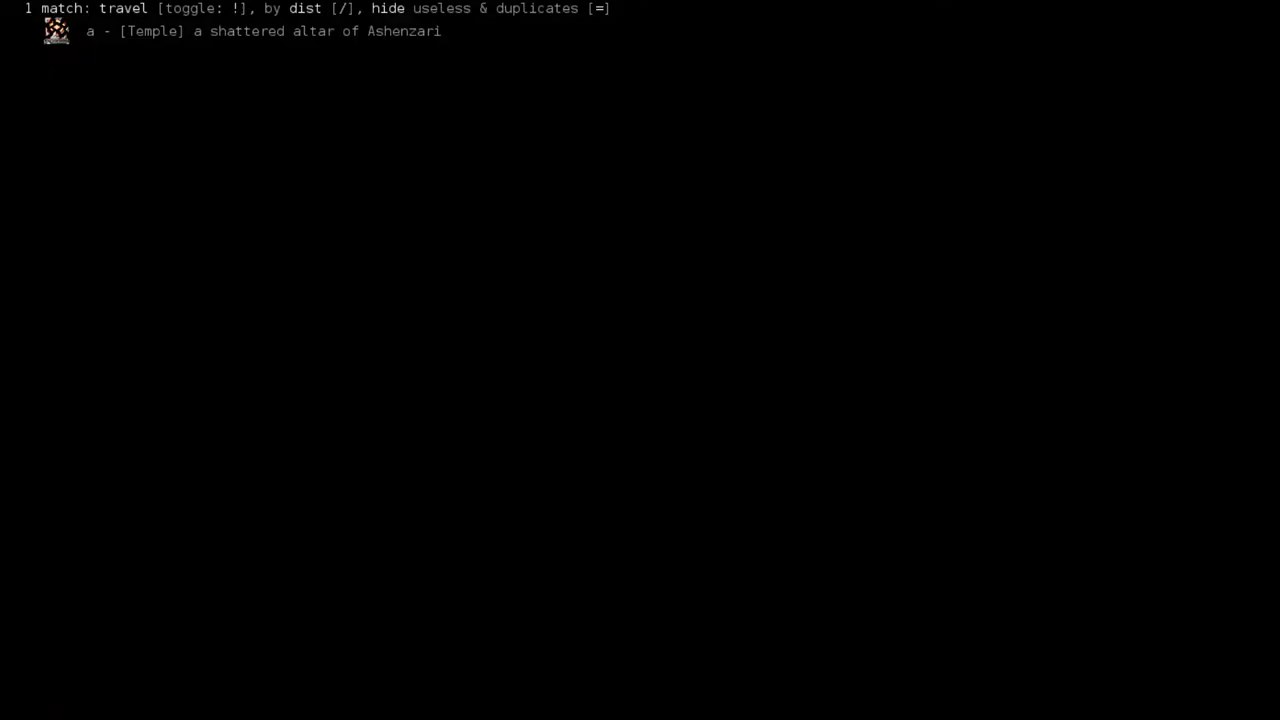 1 match: travel [toggle: !], by dist [/], hide useless & duplicates [=]
a - [Temple] a shattered altar of Ashenzari